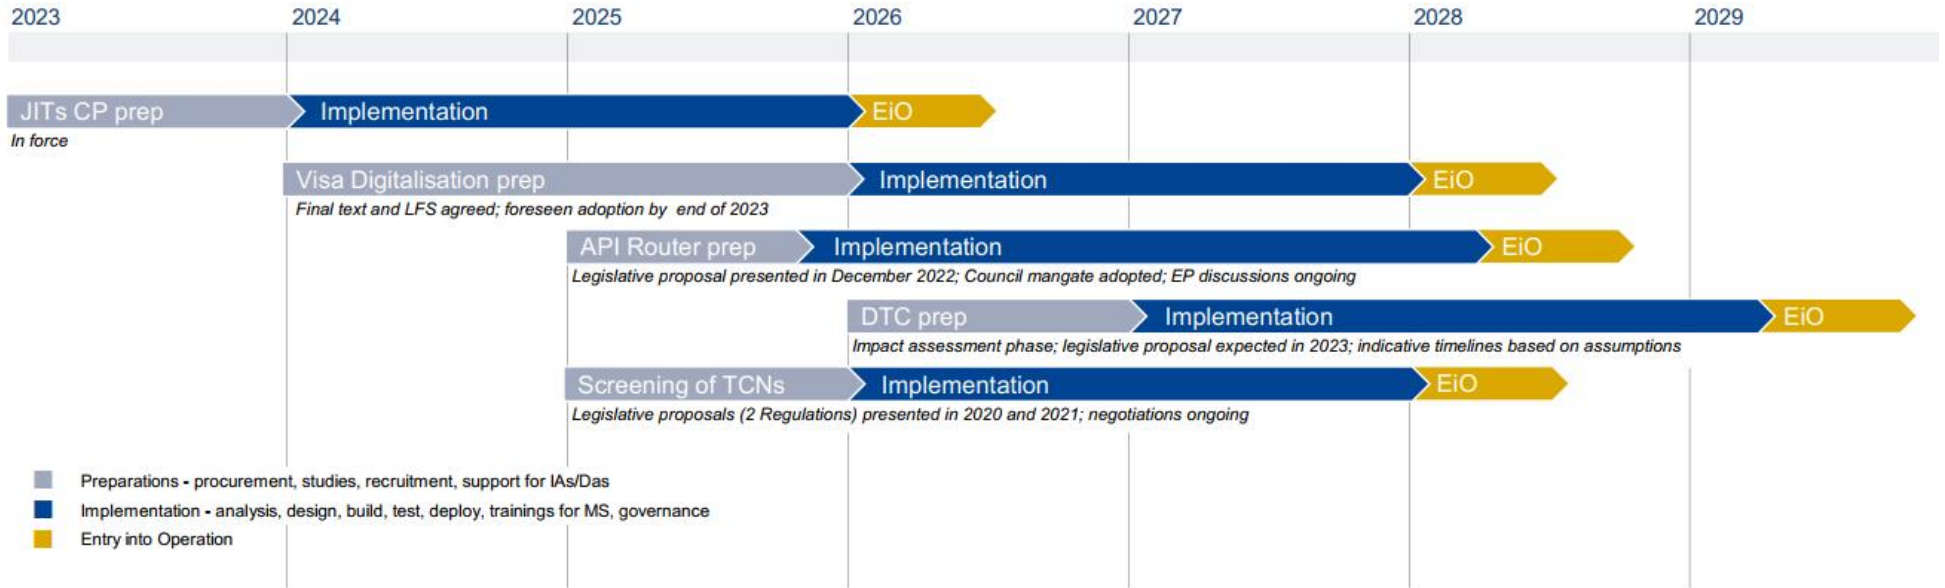 2023 2024 2025 2026 2027 2028 2029
JITs CP prep Implementation EiO
In force
Visa Digitalisation prep Implementation EiO
Final text and LFS agreed; foreseen adoption by end of 2023
API Router prep Implementation EiO
Legislative proposal presented in December 2022; Council mangate adopted; EP discussions ongoing
DTC prep Implementation EiO
Impact assessment phase; legislative proposal expected in 2023; indicative timelines based on assumptions
Screening of TCNs Implementation EiO
Legislative proposals (2 Regulations) presented in 2020 and 2021; negotiations ongoing
Preparations - procurement, studies, recruitment, support for IAs/Das
Implementation - analysis, design, build, test, deploy, trainings for MS, governance
Entry into Operation